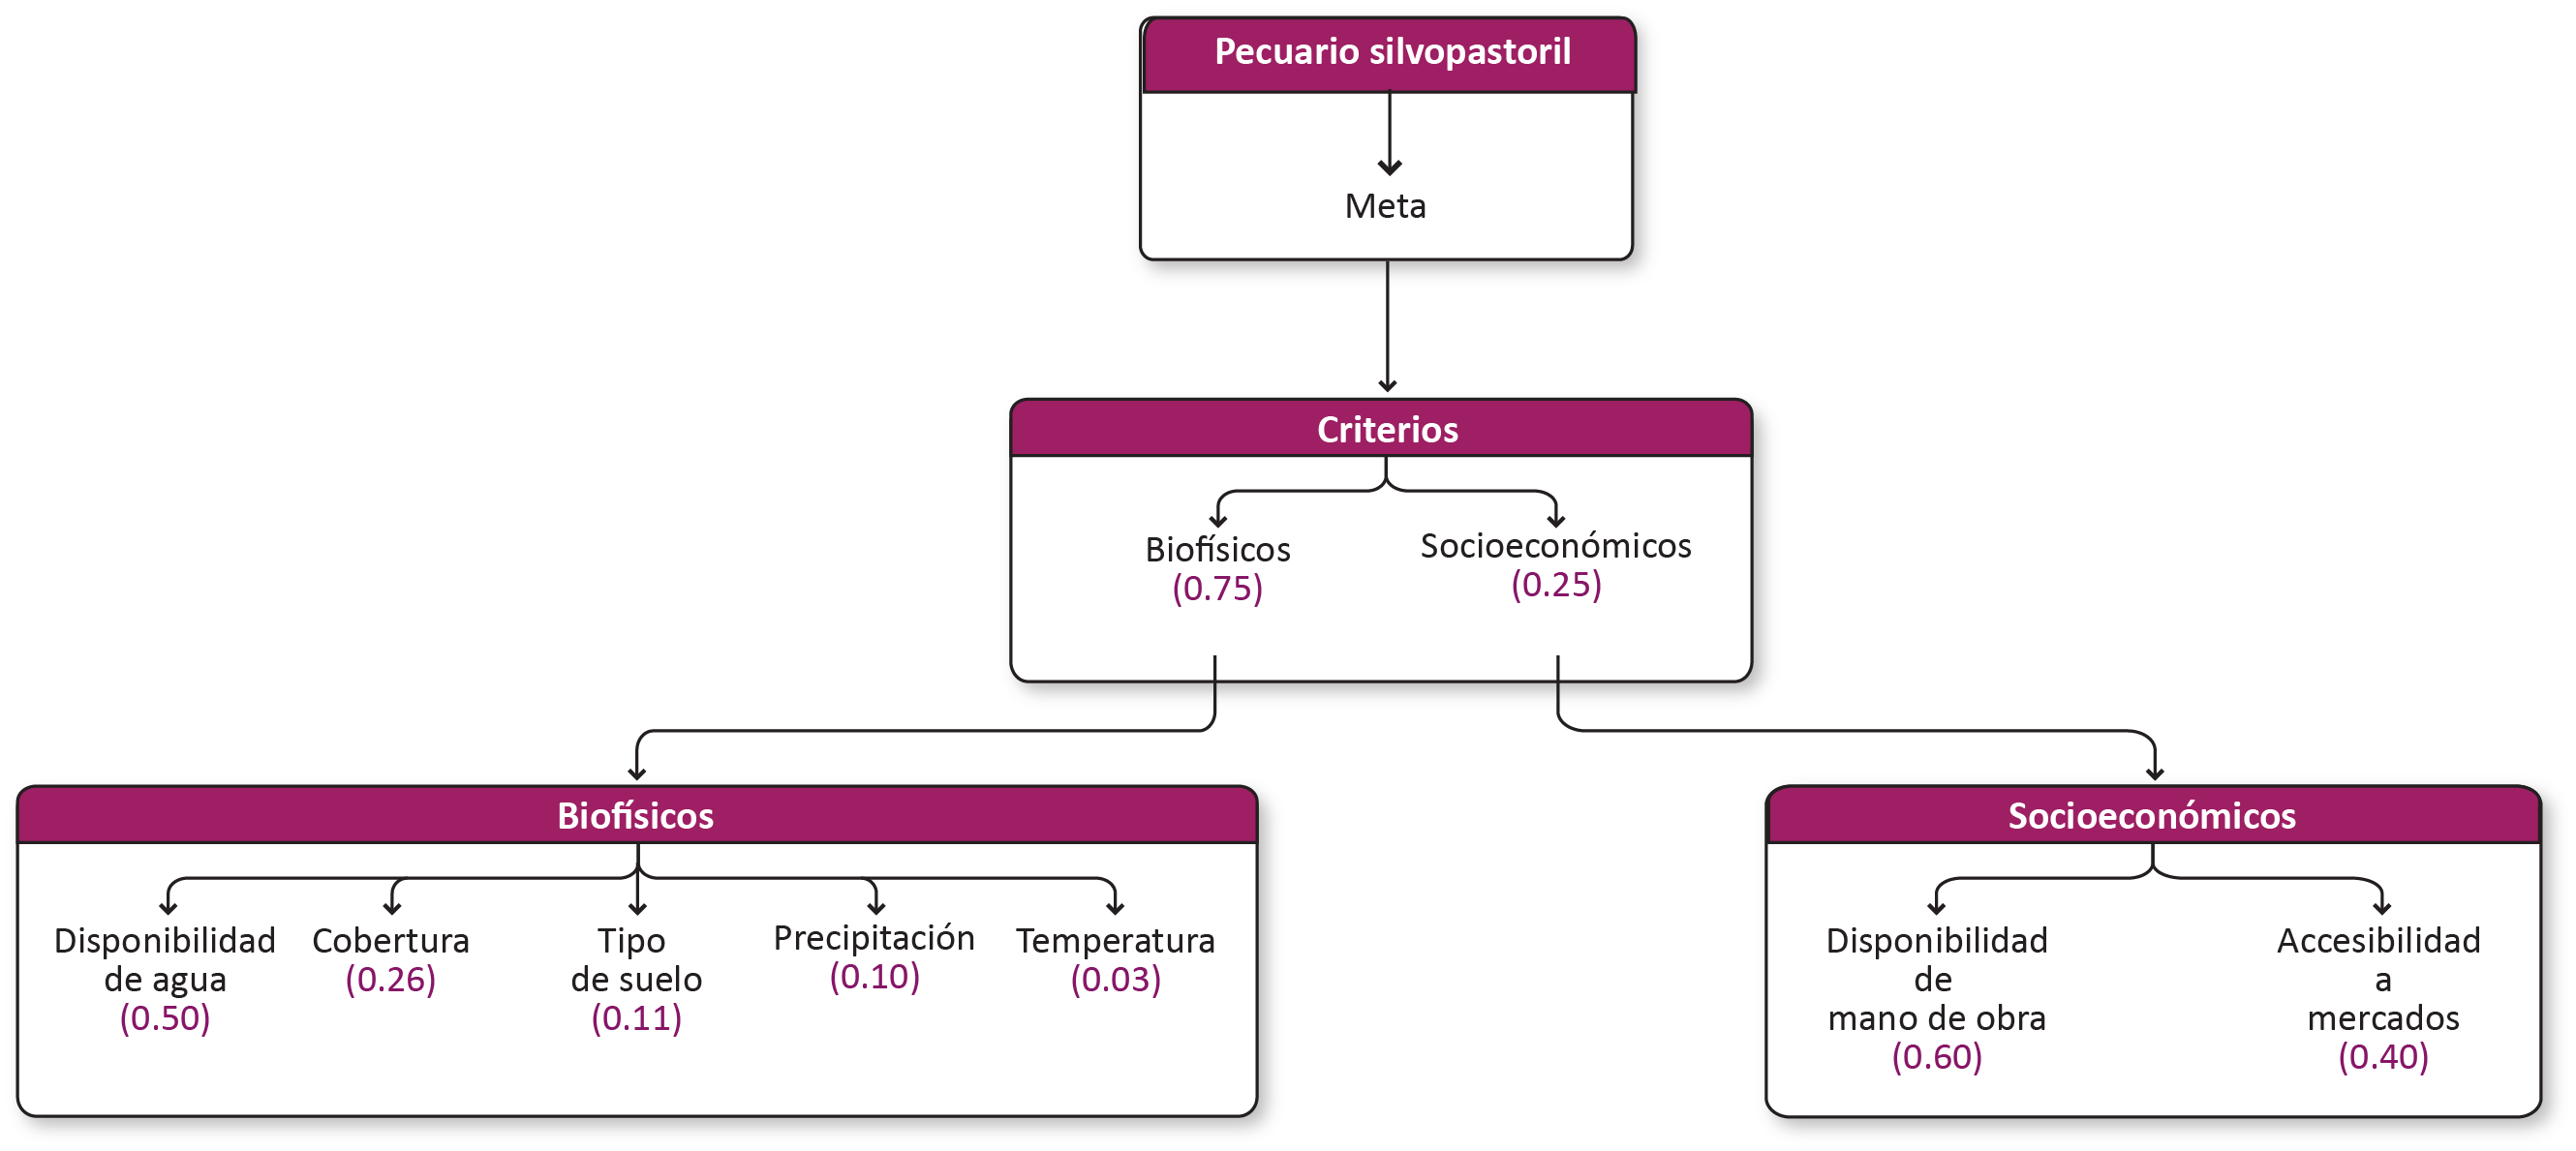 Pecuario silvopastoril
Meta
Criterios
Biofísicos
(0.75)
Socioeconómicos
(0.25)
Biofísicos
Disponibilidad
de agua
(0.50)
Cobertura
(0.26)
Tipo
de suelo
(0.11)
Precipitación
(0.10)
Temperatura
(0.03)
Socioeconómicos
Disponibilidad
de
mano de obra
(0.60)
Accesibilidad
a
mercados
(0.40)